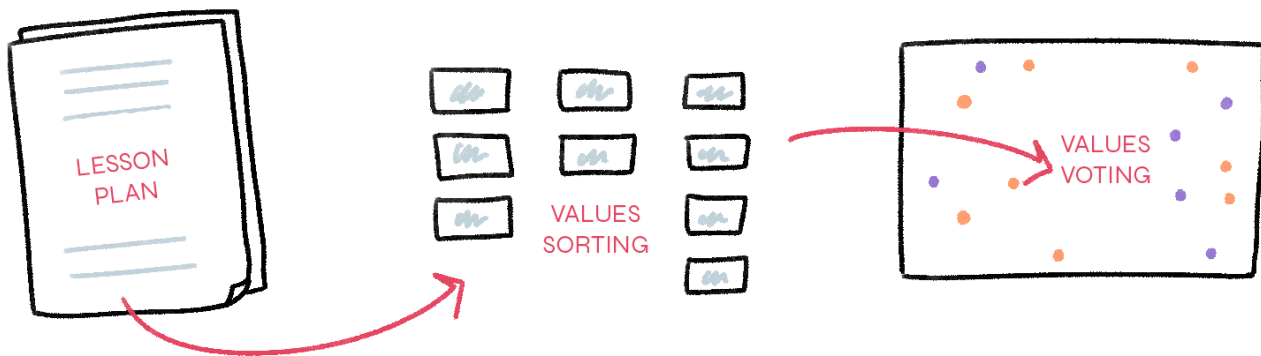 LESSON
PLAN
VALUES
SORTING
VALUES
VOTING